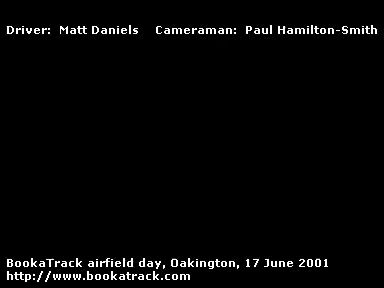 Driver: Matt Daniels Cameraman: Paul Hamilton-Smith
BookaTrack airfield day, Oakington, 17 June 2001
http://www.bookatrack.com